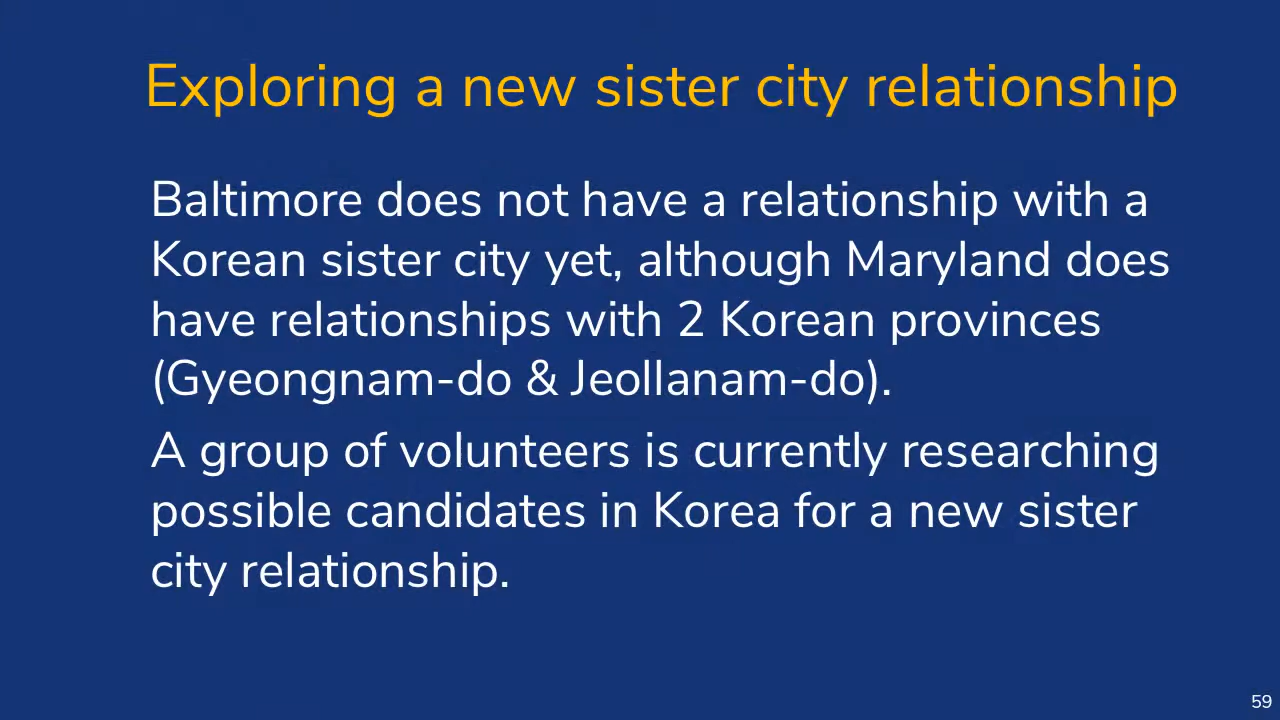 Exploring a new sister city relationship
Baltimore does not have a relationship with a
Korean sister city yet, although Maryland does
have relationships with 2 Korean provinces
(Gyeongnam-do & Jeollanam-do).
A group of volunteers is currently researching
possible candidates in Korea for a new sister
city relationship.
59